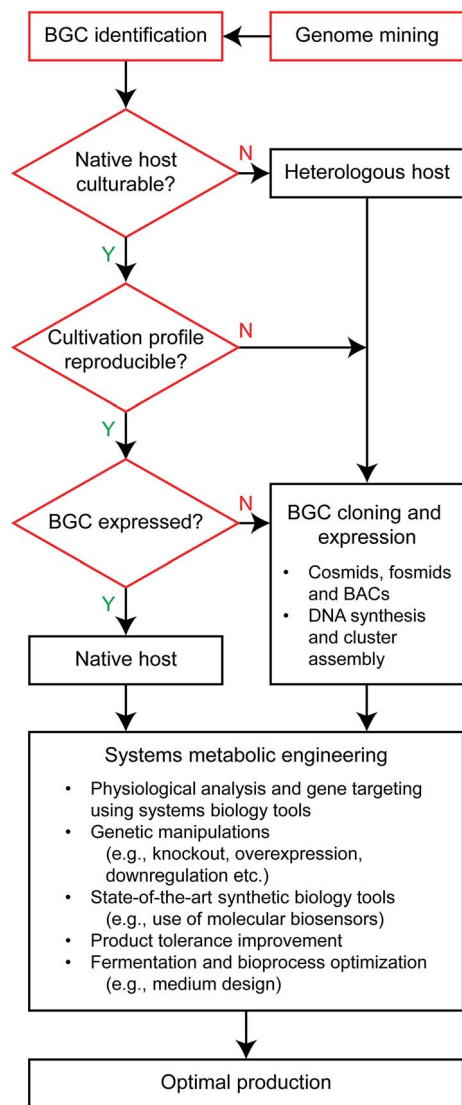 BGC identification
Genome mining
Native host
culturable?
N
Heterologous host
Y
Cultivation profile
reproducible?
N
Y
BGC expressed?
N
BGC cloning and
expression
• Cosmids, fosmids
and BACs
• DNA synthesis
and cluster
assembly
Y
Native host
Systems metabolic engineering
• Physiological analysis and gene targeting
using systems biology tools
• Genetic manipulations
(e.g., knockout, overexpression,
downregulation etc.)
• State-of-the-art synthetic biology tools
(e.g., use of molecular biosensors)
• Product tolerance improvement
• Fermentation and bioprocess optimization
(e.g., medium design)
Optimal production